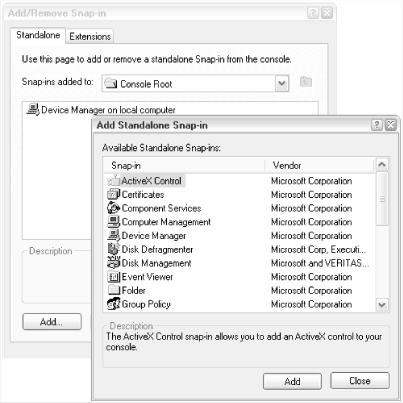 Add/Remove Snap-in
Standalone Extensions
Use this page to add or remove a standalone Snap-in from the console.
Snap-ins added to: Console Root
Device Manager on local computer
Description
Add...
Add Standalone Snap-in
Available Standalone Snap-ins:
Snap-in Vendor
ActiveX Control Microsoft Corporation
Certificates Microsoft Corporation
Component Services Microsoft Corporation
Computer Management Microsoft Corporation
Device Manager Microsoft Corporation
Disk Defragmenter Microsoft Corp, Executi...
Disk Management Microsoft and VERITAS...
Event Viewer Microsoft Corporation
Folder Microsoft Corporation
Group Policy Microsoft Corporation
Description
The ActiveX Control snap-in allows you to add an ActiveX control to your
console.
Add Close